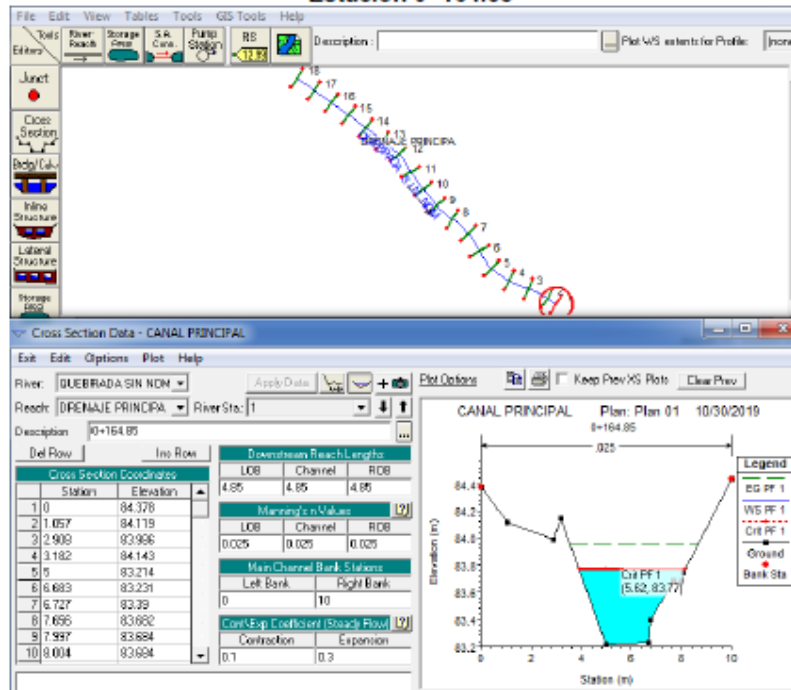 Estación 0+164.85
File Edit View Tables Tools GIS Tools Help
Tools
Editors
River Reach
Storage Area
S.A. Conn.
Pump Station
RS
Description :
Plot WS extents for Profile:
Junct
Cross Section
Brdg/Culv
Inline Structure
Lateral Structure
Storage Area
18
17
16
15
14
13
DRENAJE PRINCIPA
12
11
10
9
8
7
6
5
4
3
Cross Section Data - CANAL PRINCIPAL
Exit Edit Options Plot Help
River: QUEBRADA SIN NOM
Apply Data
Plot Options
Keep Prev XS Plots
Clear Prev
Reach: DRENAJE PRINCIPA
River Sta.: 1
Description 0+164.85
Del Row
Ins Row
Cross Section Coordinates
Station Elevation
1 0 84.378
2 1.057 84.119
3 2.908 83.986
4 3.182 84.143
5 5 83.214
6 6.683 83.231
7 6.727 83.39
8 7.656 83.662
9 7.997 83.684
10 8.004 83.694
Downstream Reach Lengths
LOB Channel ROB
4.85 4.85 4.85
Manning's n Values
LOB Channel ROB
0.025 0.025 0.025
Main Channel Bank Stations
Left Bank Right Bank
0 10
Cont\Exp Coefficient (Steady Flow)
Contraction Expansion
0.1 0.3
CANAL PRINCIPAL Plan: Plan 01 10/30/2019
0+164.85
.025
84.4
84.2
84.0
83.8
83.6
83.4
83.2
Elevation (m)
0 2 4 6 8 10
Station (m)
Crit PF 1
(5.62, 83.77)
Legend
EG PF 1
WS PF 1
Crit PF 1
Ground
Bank Sta